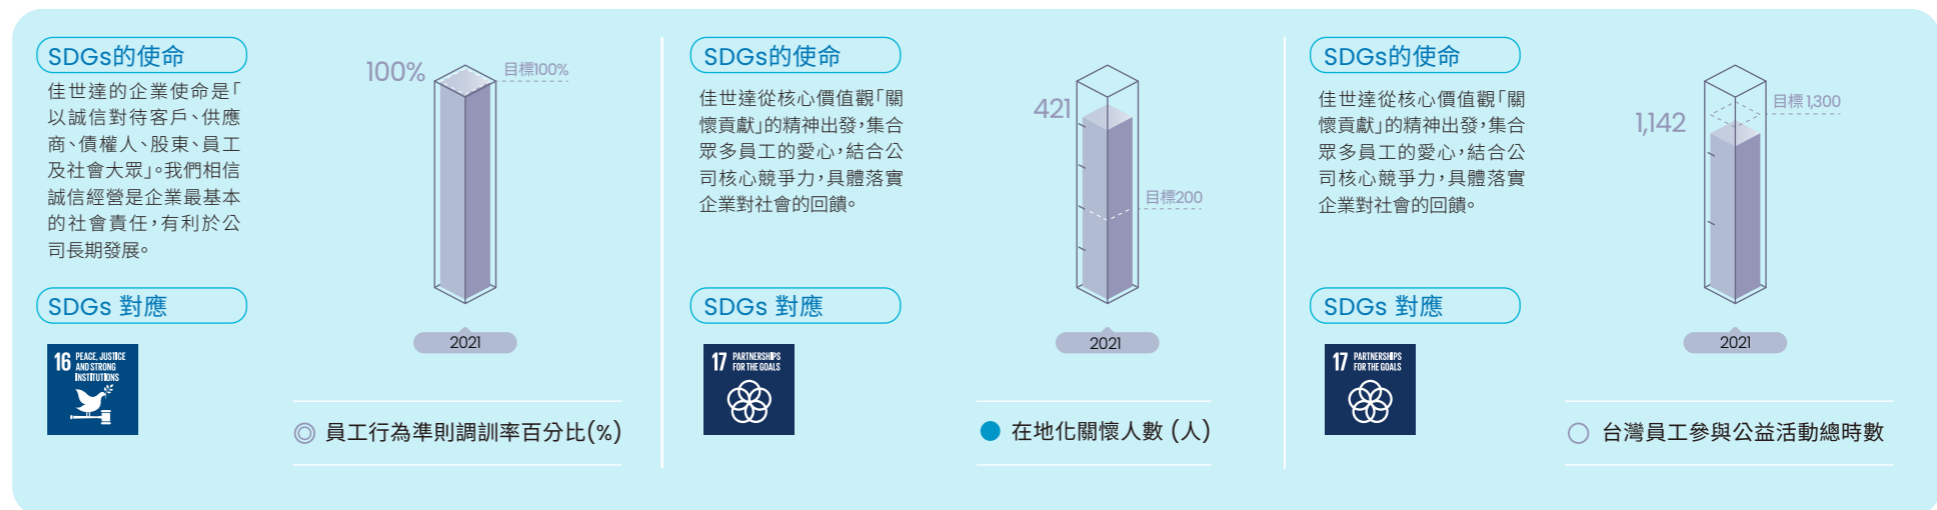 SDGs的使命
佳世達的企業使命是「
以誠信對待客戶、供應
商、債權人、股東、員工
及社會大眾」。我們相信
誠信經營是企業最基本
的社會責任，有利於公
司長期發展。
SDGs 對應
16 PEACE, JUSTICE
AND STRONG
INSTITUTIONS
100%
目標100%
2021
員工行為準則調訓率百分比(%)
SDGs的使命
佳世達從核心價值觀「關
懷貢獻」的精神出發，集合
眾多員工的愛心，結合公
司核心競爭力，具體落實
企業對社會的回饋。
SDGs 對應
17 PARTNERSHIPS
FOR THE GOALS
421
目標200
2021
在地化關懷人數 (人)
SDGs的使命
佳世達從核心價值觀「關
懷貢獻」的精神出發，集合
眾多員工的愛心，結合公
司核心競爭力，具體落實
企業對社會的回饋。
SDGs 對應
17 PARTNERSHIPS
FOR THE GOALS
1,142
目標 1,300
2021
台灣員工參與公益活動總時數